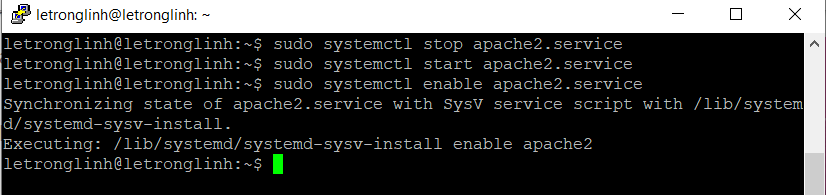 letronglinh@letronglinh: ~
letronglinh@letronglinh:~$ sudo systemctl stop apache2.service
letronglinh@letronglinh:~$ sudo systemctl start apache2.service
letronglinh@letronglinh:~$ sudo systemctl enable apache2.service
Synchronizing state of apache2.service with SysV service script with /lib/system
d/systemd-sysv-install.
Executing: /lib/systemd/systemd-sysv-install enable apache2
letronglinh@letronglinh:~$